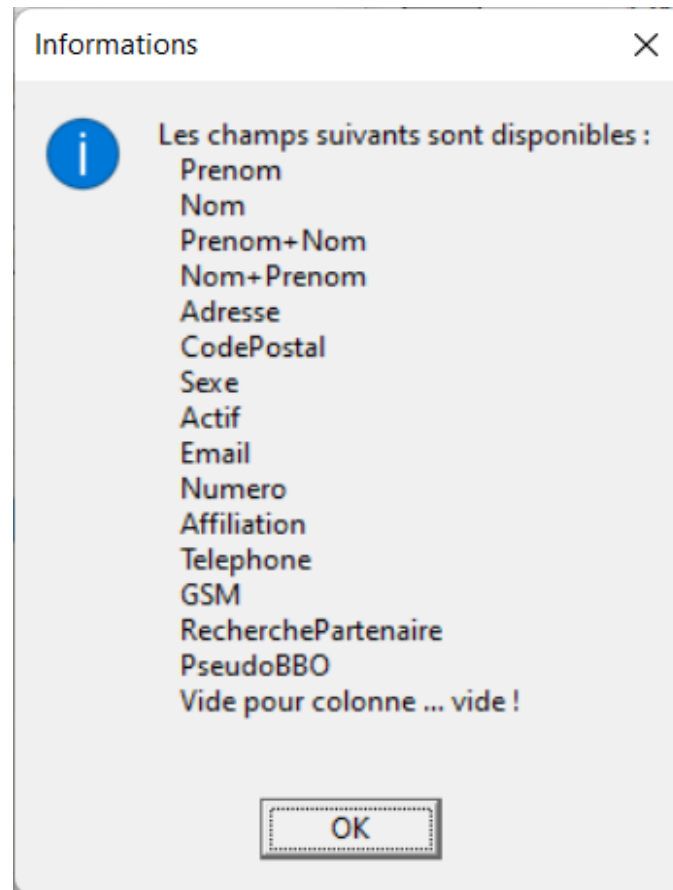 Informations
Les champs suivants sont disponibles :
Prenom
Nom
Prenom+Nom
Nom+Prenom
Adresse
CodePostal
Sexe
Actif
Email
Numero
Affiliation
Telephone
GSM
RecherchePartenaire
PseudoBBO
Vide pour colonne ... vide !
OK